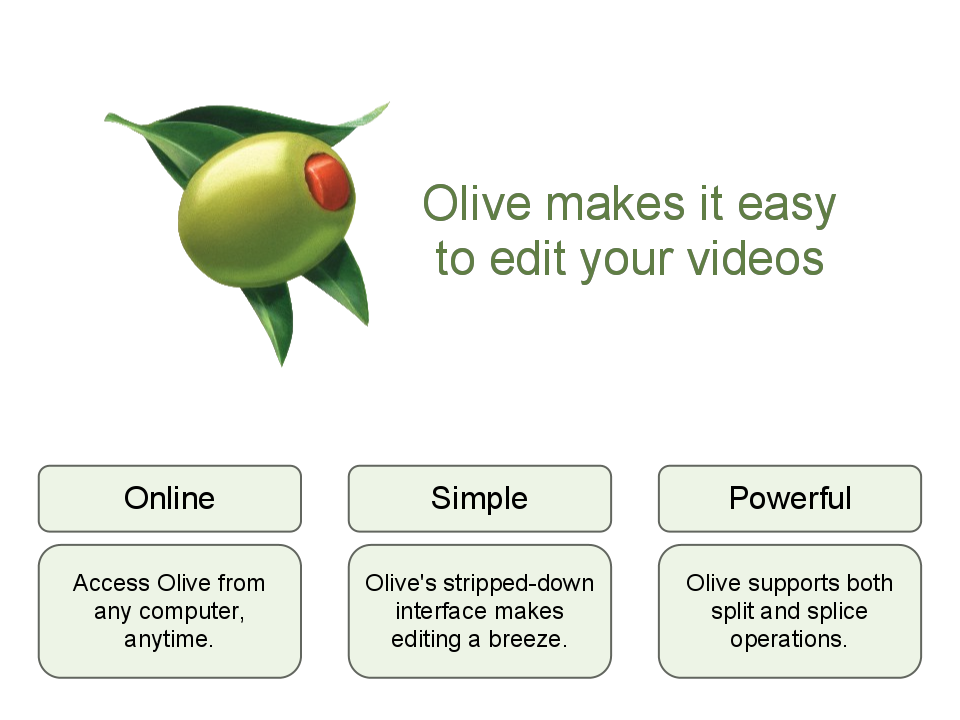 Olive makes it easy
to edit your videos
Online
Simple
Powerful
Access Olive from
any computer,
anytime.
Olive's stripped-down
interface makes
editing a breeze.
Olive supports both
split and splice
operations.